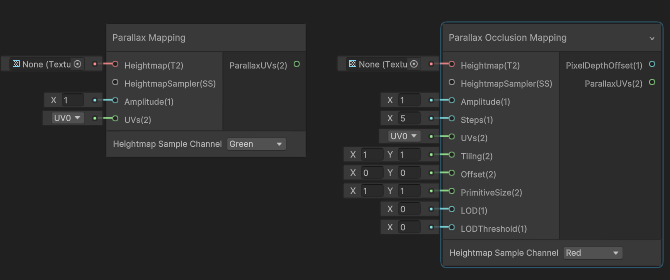 Parallax Mapping
None (Textu
Heightmap(T2)
ParallaxUVs(2)
HeightmapSampler(SS)
X 1
Amplitude(1)
UV0
UVs(2)
Heightmap Sample Channel
Green
Parallax Occlusion Mapping
None (Textu
Heightmap(T2)
PixelDepthOffset(1)
HeightmapSampler(SS)
ParallaxUVs(2)
X 1
Amplitude(1)
X 5
Steps(1)
UV0
UVs(2)
X 1 Y 1
Tiling(2)
X 0 Y 0
Offset(2)
X 1 Y 1
PrimitiveSize(2)
X 0
LOD(1)
X 0
LODThreshold(1)
Heightmap Sample Channel
Red